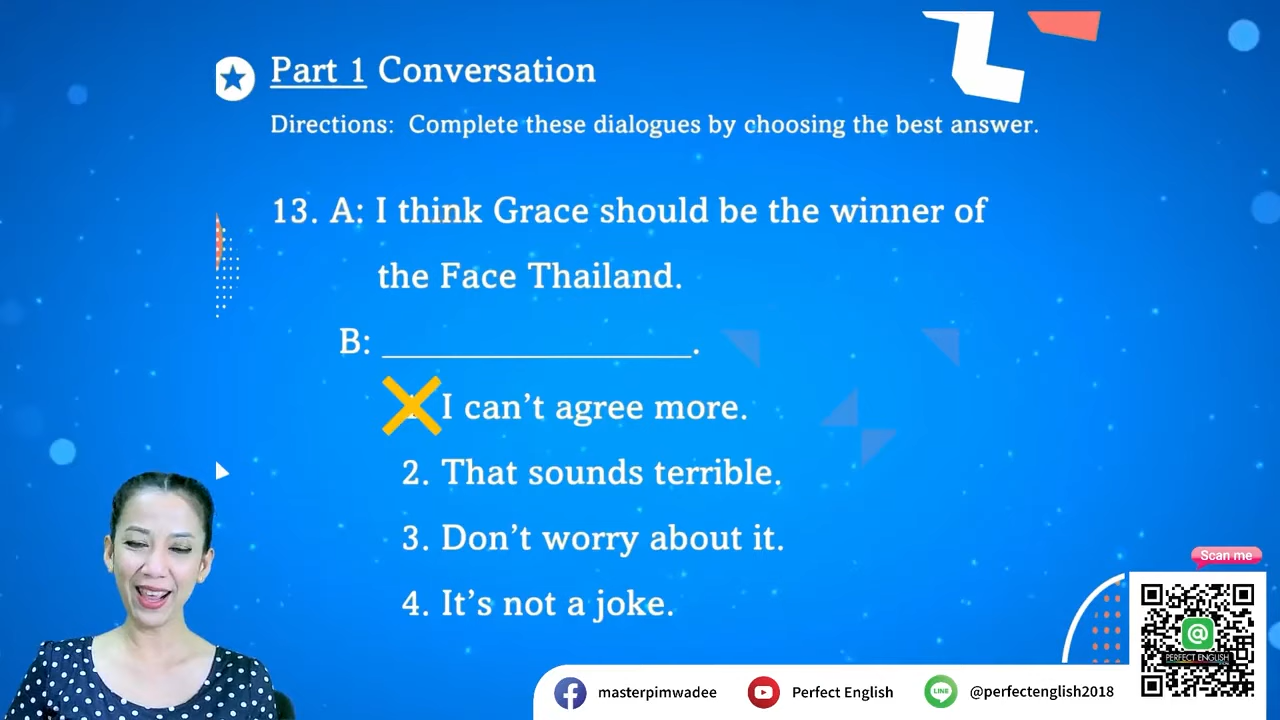 Part 1 Conversation
Directions: Complete these dialogues by choosing the best answer.
13. A: I think Grace should be the winner of
the Face Thailand.
B: ____________________.
1. I can't agree more.
2. That sounds terrible.
3. Don't worry about it.
4. It's not a joke.
Scan me
@
PERFECT ENGLISH
masterpimwadee
Perfect English
LINE
@perfectenglish2018